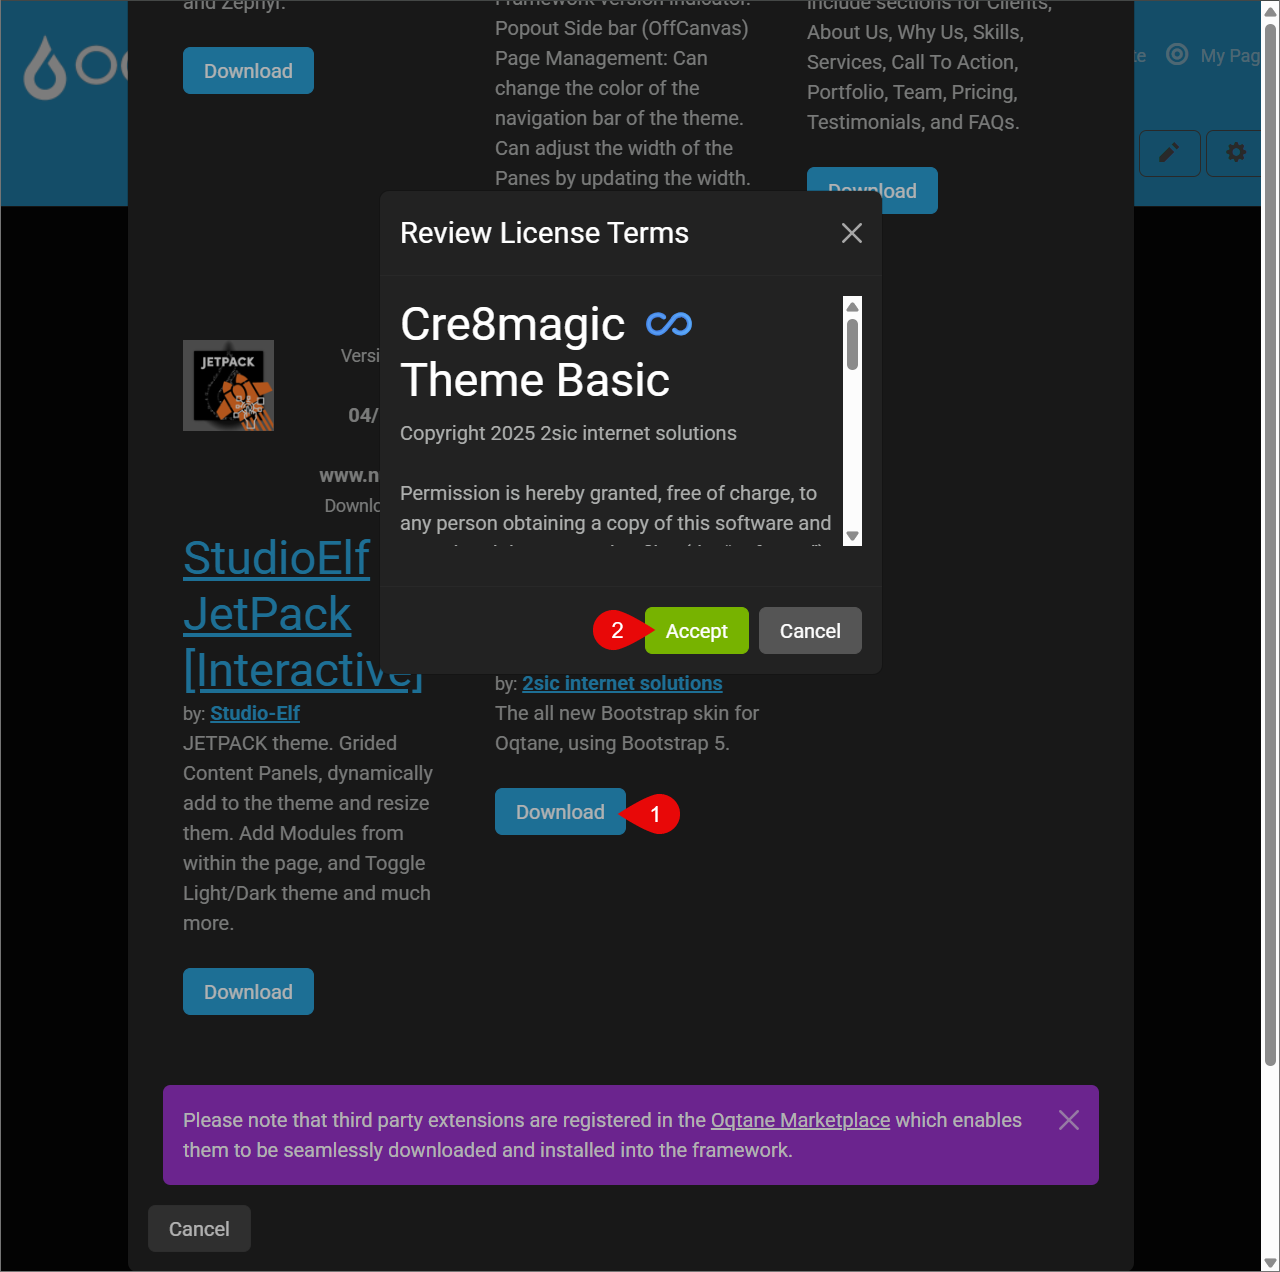 and Zephyr.
Download
Framework version indicator.
Popout Side bar (OffCanvas)
Page Management: Can
change the color of the
navigation bar of the theme.
Can adjust the width of the
Panes by updating the width.
include sections for Clients,
About Us, Why Us, Skills,
Services, Call To Action,
Portfolio, Team, Pricing,
Testimonials, and FAQs.
Download
My Pag
Review License Terms
Cre8magic
Theme Basic
Copyright 2025 2sic internet solutions
Permission is hereby granted, free of charge, to
any person obtaining a copy of this software and
2
Accept
Cancel
JETPACK
Versi
04/
www.n
Downlo
StudioElf
JetPack
[Interactive]
by: Studio-Elf
JETPACK theme. Grided
Content Panels, dynamically
add to the theme and resize
them. Add Modules from
within the page, and Toggle
Light/Dark theme and much
more.
Download
by: 2sic internet solutions
The all new Bootstrap skin for
Oqtane, using Bootstrap 5.
Download
1
Please note that third party extensions are registered in the Oqtane Marketplace which enables
them to be seamlessly downloaded and installed into the framework.
Cancel